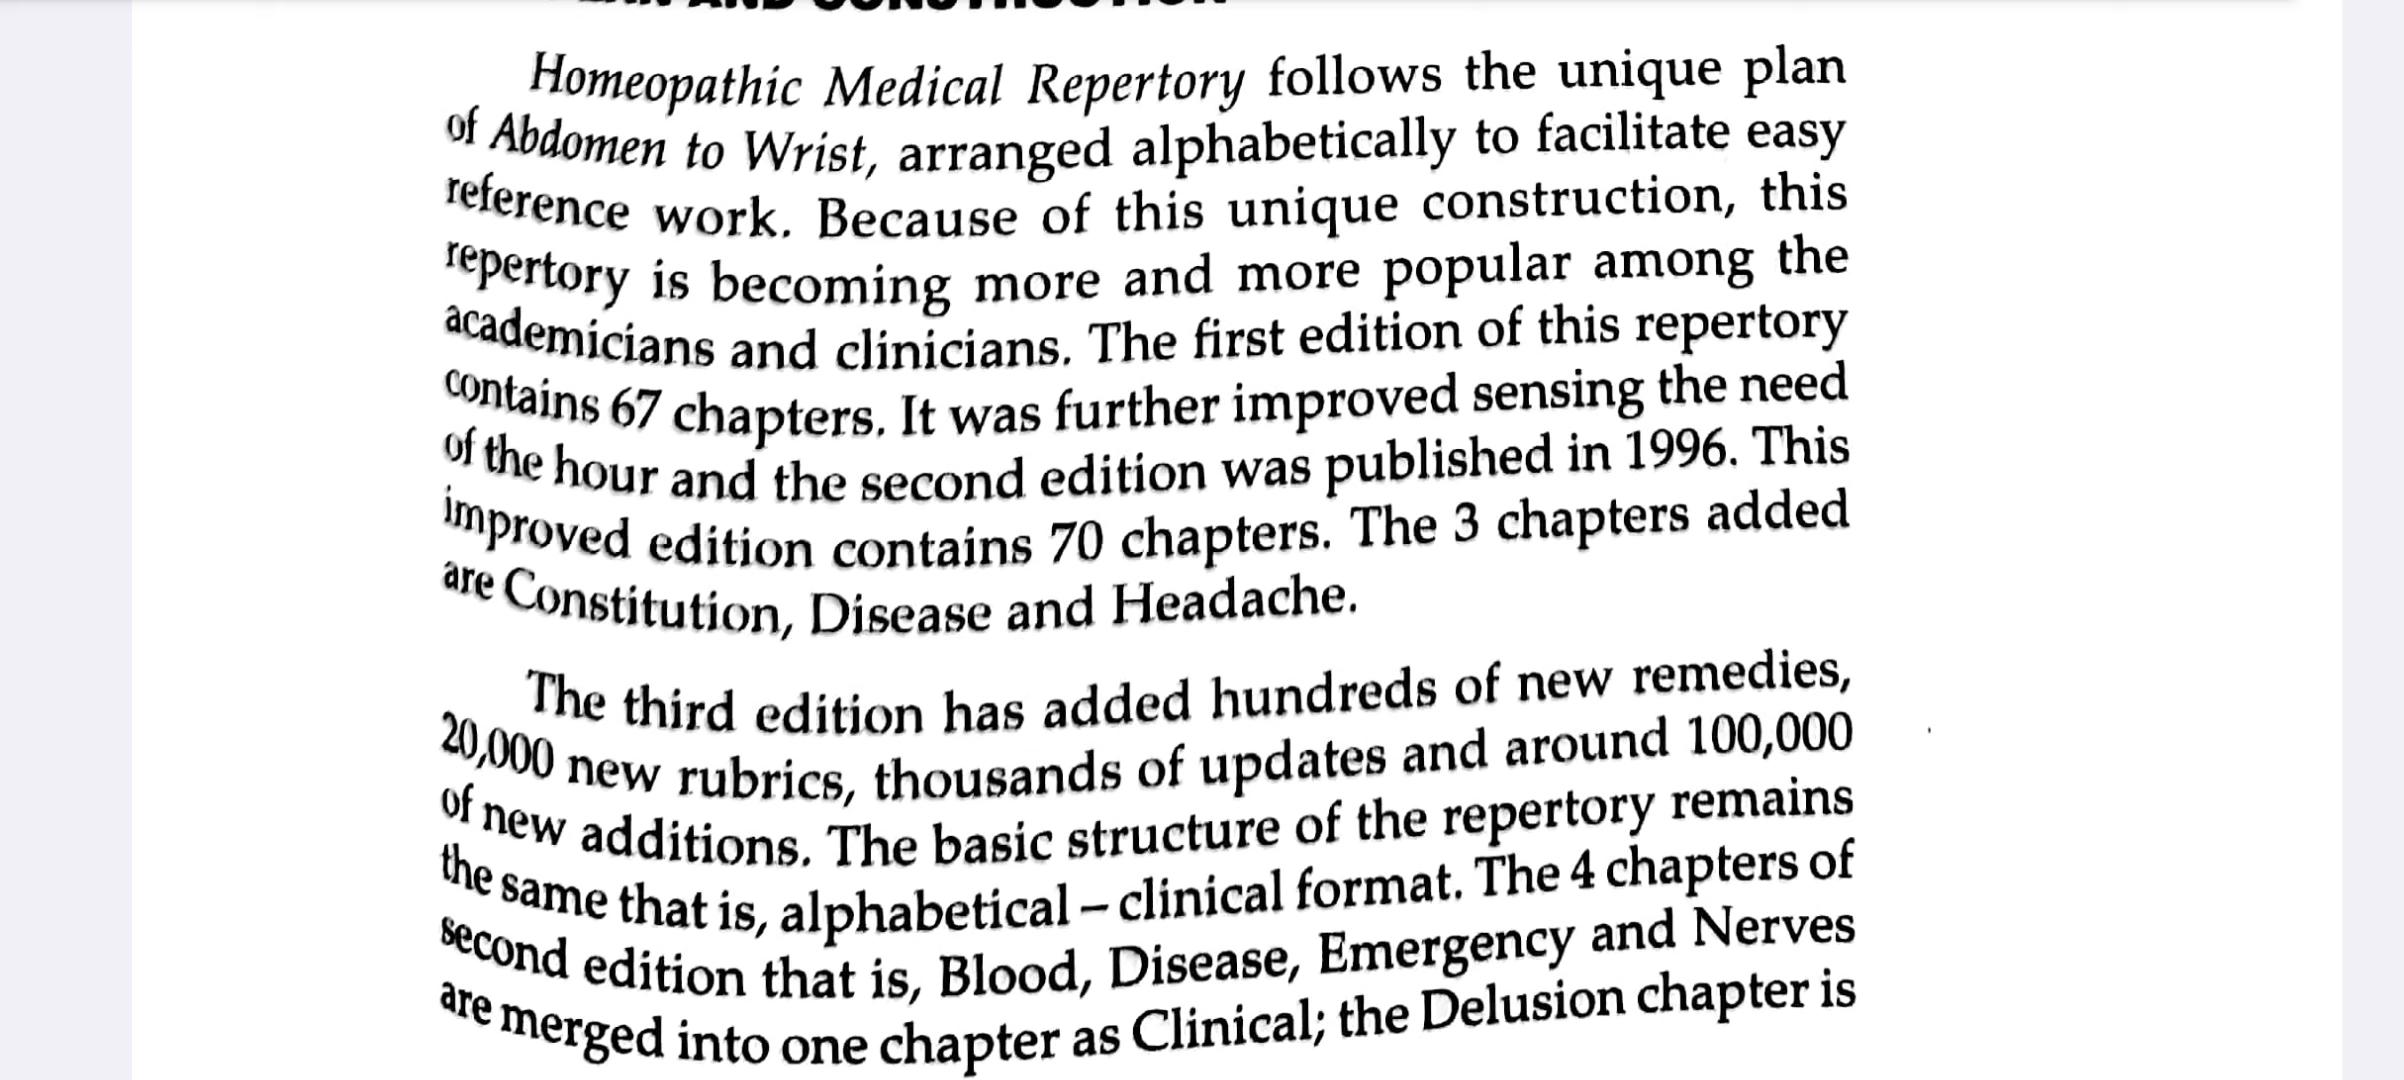 AND CONSTRUCTION
Homeopathic Medical Repertory follows the unique plan
of Abdomen to Wrist, arranged alphabetically to facilitate easy
reference work. Because of this unique construction, this
repertory is becoming more and more popular among the
academicians and clinicians. The first edition of this repertory
contains 67 chapters. It was further improved sensing the need
of the hour and the second edition was published in 1996. This
improved edition contains 70 chapters. The 3 chapters added
are Constitution, Disease and Headache.
The third edition has added hundreds of new remedies,
20,000 new rubrics, thousands of updates and around 100,000
of new additions. The basic structure of the repertory remains
the same that is, alphabetical – clinical format. The 4 chapters of
second edition that is, Blood, Disease, Emergency and Nerves
are merged into one chapter as Clinical; the Delusion chapter is